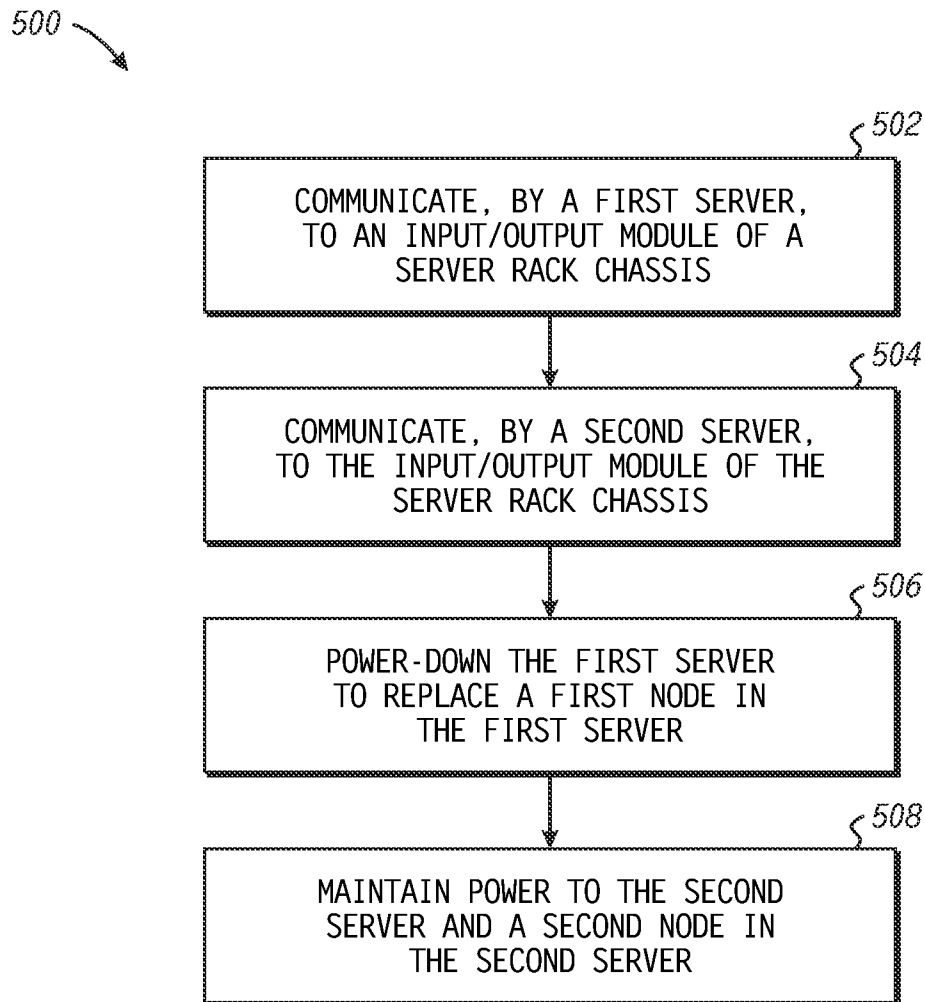 500
502
COMMUNICATE, BY A FIRST SERVER,
TO AN INPUT/OUTPUT MODULE OF A
SERVER RACK CHASSIS
504
COMMUNICATE, BY A SECOND SERVER,
TO THE INPUT/OUTPUT MODULE OF THE
SERVER RACK CHASSIS
506
POWER-DOWN THE FIRST SERVER
TO REPLACE A FIRST NODE IN
THE FIRST SERVER
508
MAINTAIN POWER TO THE SECOND
SERVER AND A SECOND NODE IN
THE SECOND SERVER